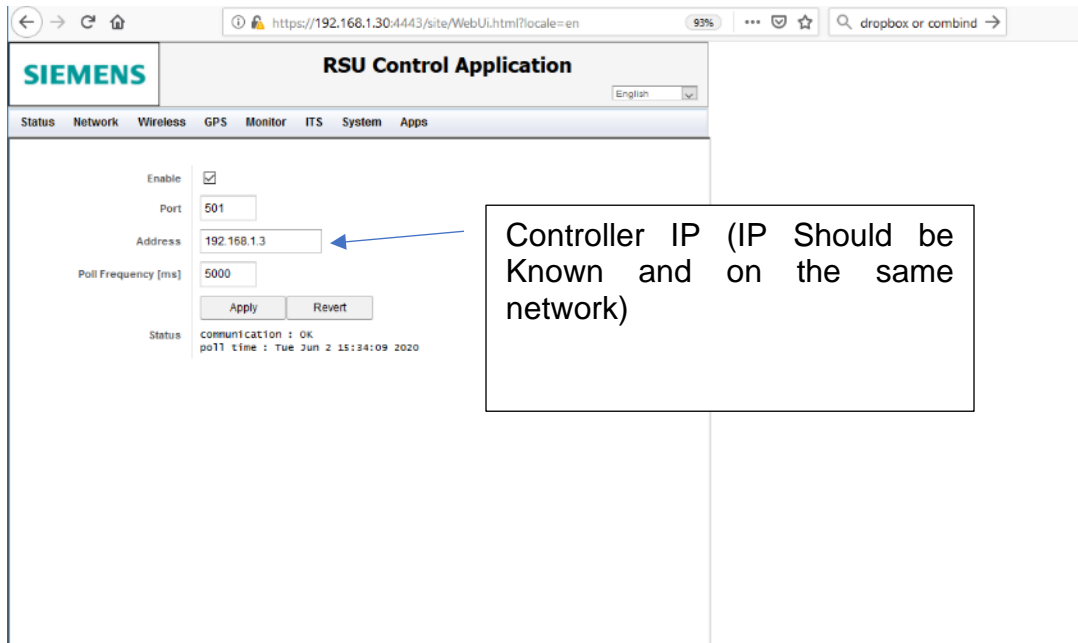 https://192.168.1.30:4443/site/WebUi.html?locale=en
93%
dropbox or combind
SIEMENS
RSU Control Application
English
Status Network Wireless GPS Monitor ITS System Apps
Enable
Port 501
Address 192.168.1.3
Poll Frequency [ms] 5000
Apply Revert
Status communication : OK
poll time : Tue Jun 2 15:34:09 2020
Controller IP (IP Should be
Known and on the same
network)